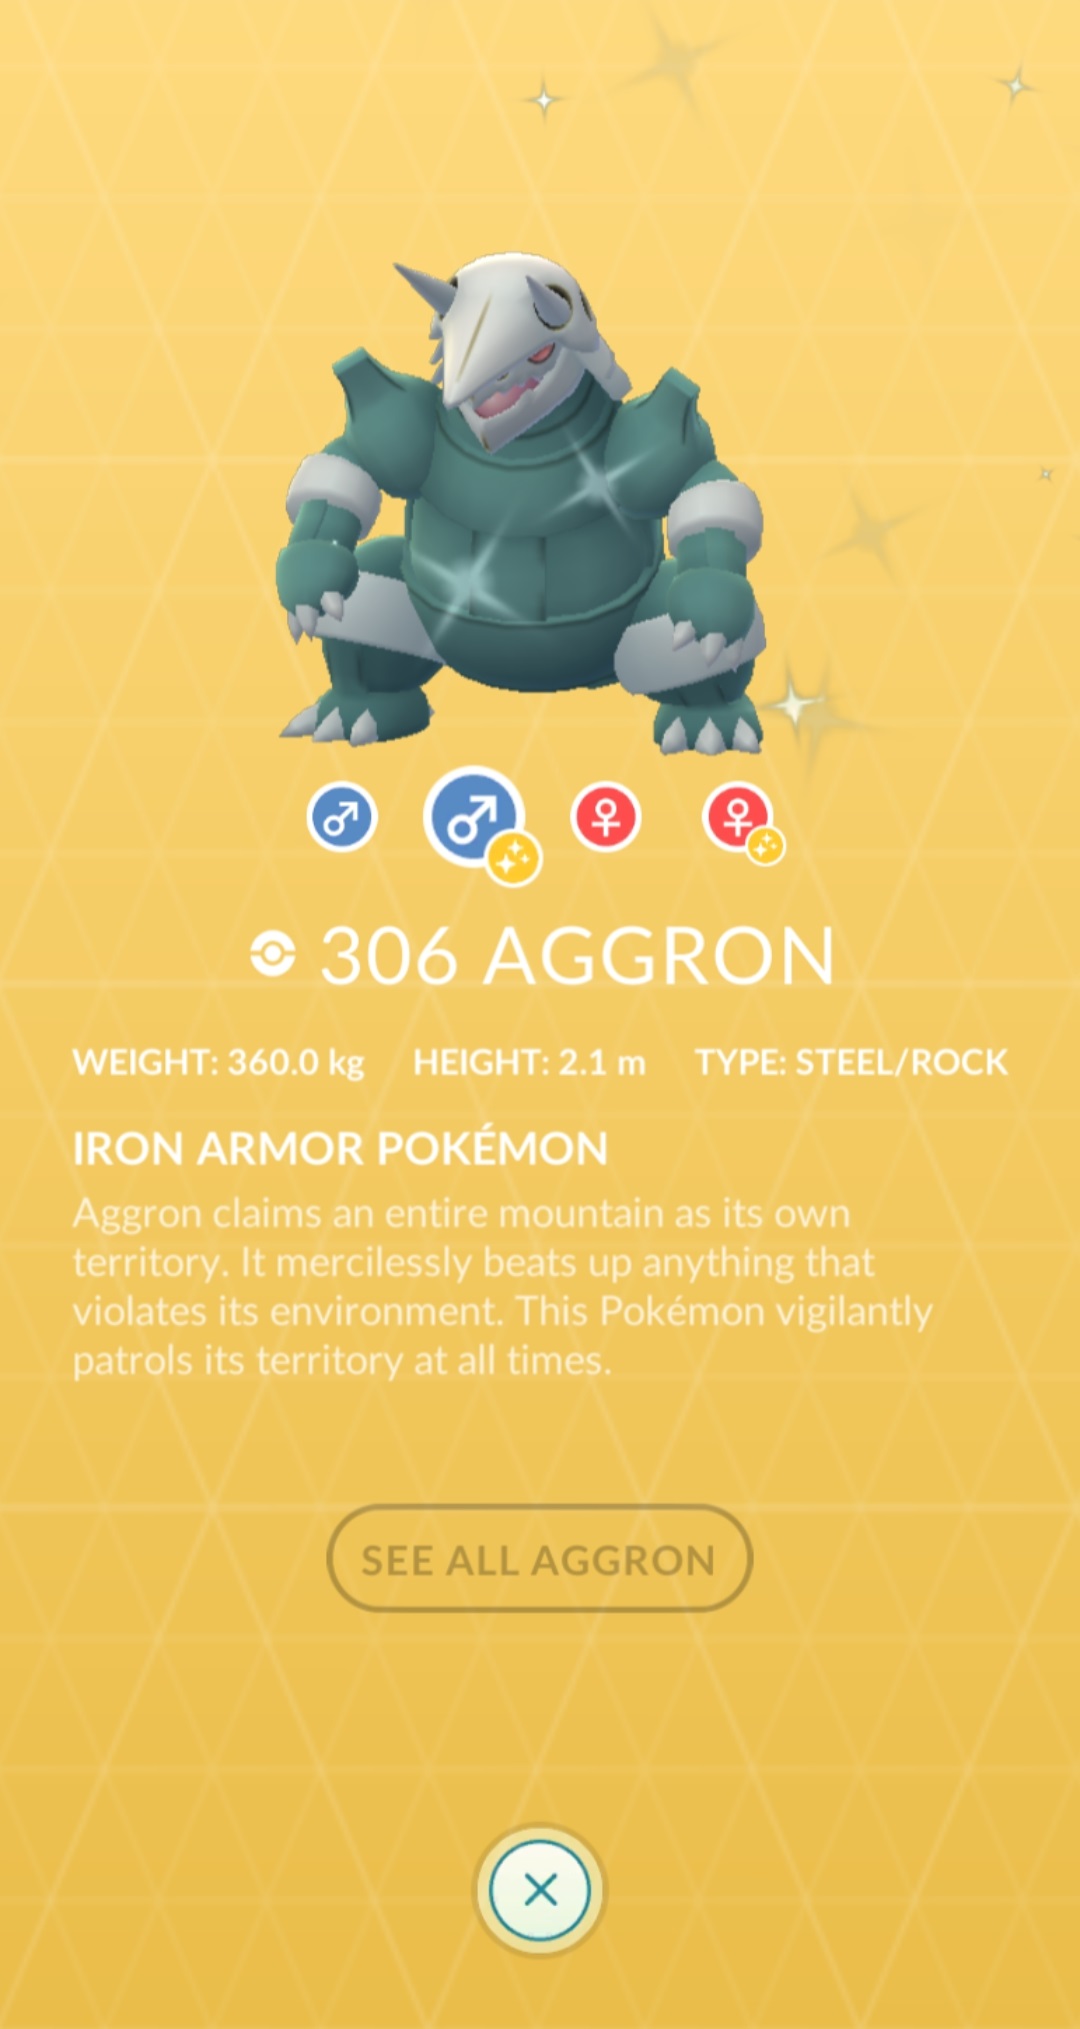 306 AGGRON
WEIGHT: 360.0 kg HEIGHT: 2.1 m TYPE: STEEL/ROCK
IRON ARMOR POKÉMON
Aggron claims an entire mountain as its own
territory. It mercilessly beats up anything that
violates its environment. This Pokémon vigilantly
patrols its territory at all times.
SEE ALL AGGRON